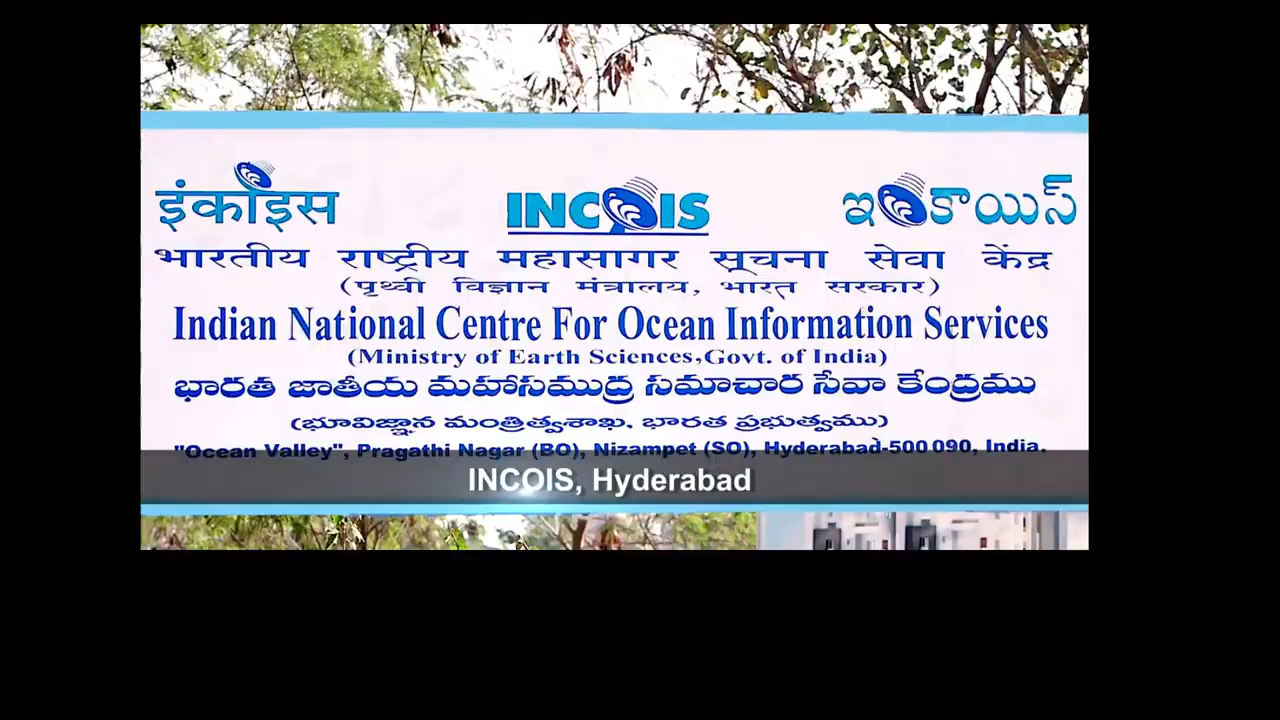 इंकॉइस INCOIS ఇంకాయిస్
भारतीय राष्ट्रीय महासागर सूचना सेवा केंद्र
(पृथ्वी विज्ञान मंत्रालय, भारत सरकार)
Indian National Centre For Ocean Information Services
(Ministry of Earth Sciences,Govt. of India)
భారత జాతీయ మహాసముద్ర సమాచార సేవా కేంద్రము
(భూవిజ్ఞాన మంత్రిత్వశాఖ, భారత ప్రభుత్వము)
"Ocean Valley", Pragathi Nagar (BO), Nizampet (SO), Hyderabad-500 090, India.
INCOIS, Hyderabad